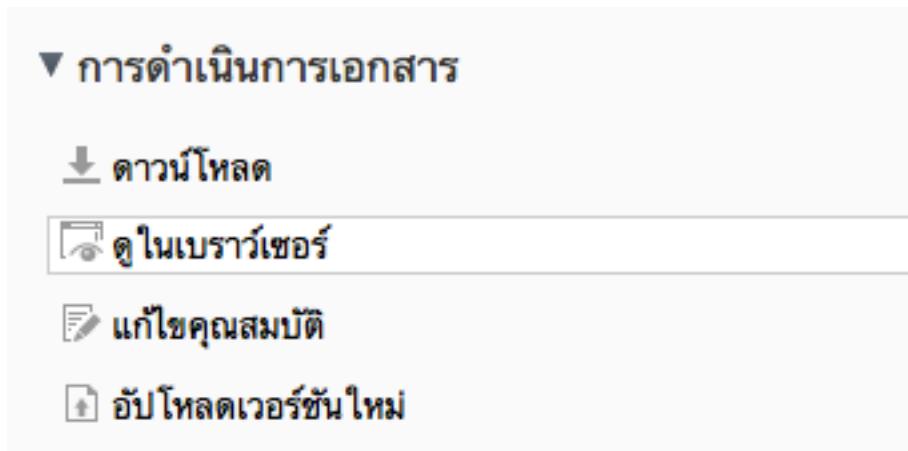 การดำเนินการเอกสาร
ดาวน์โหลด
ดูในเบราว์เซอร์
แก้ไขคุณสมบัติ
อัปโหลดเวอร์ชันใหม่